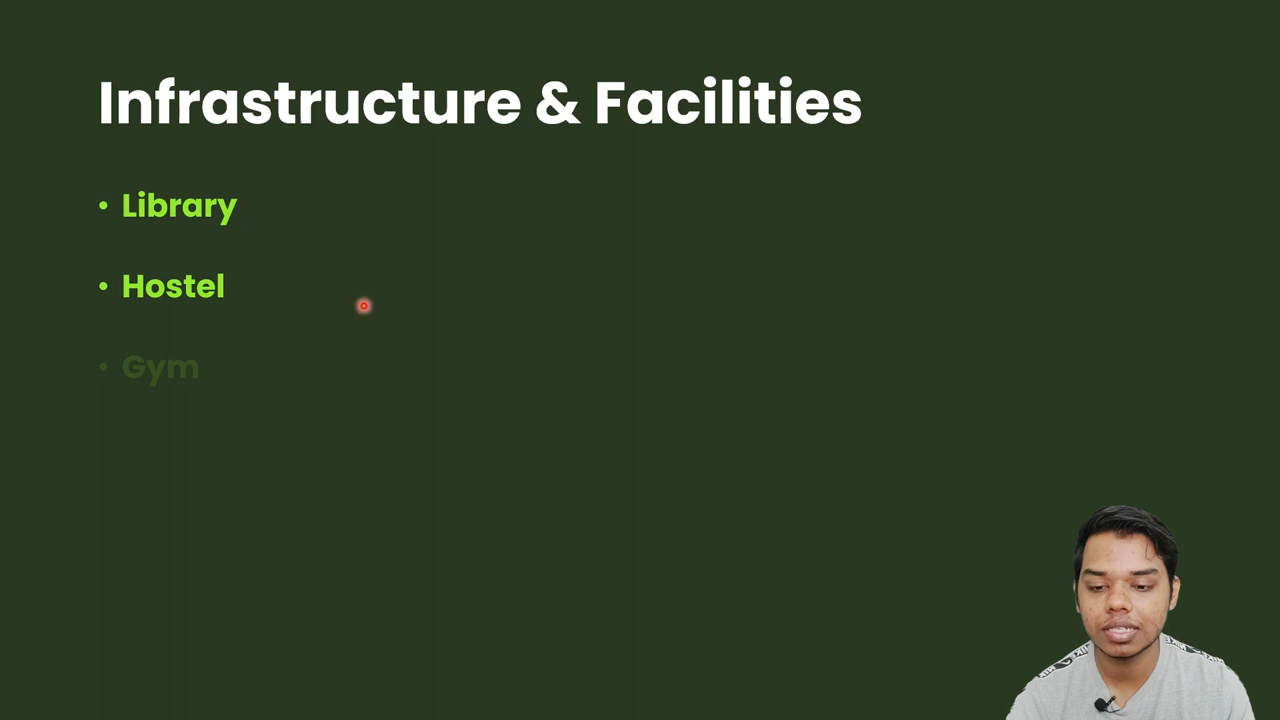 Infrastructure & Facilities
• Library
• Hostel
• Gym